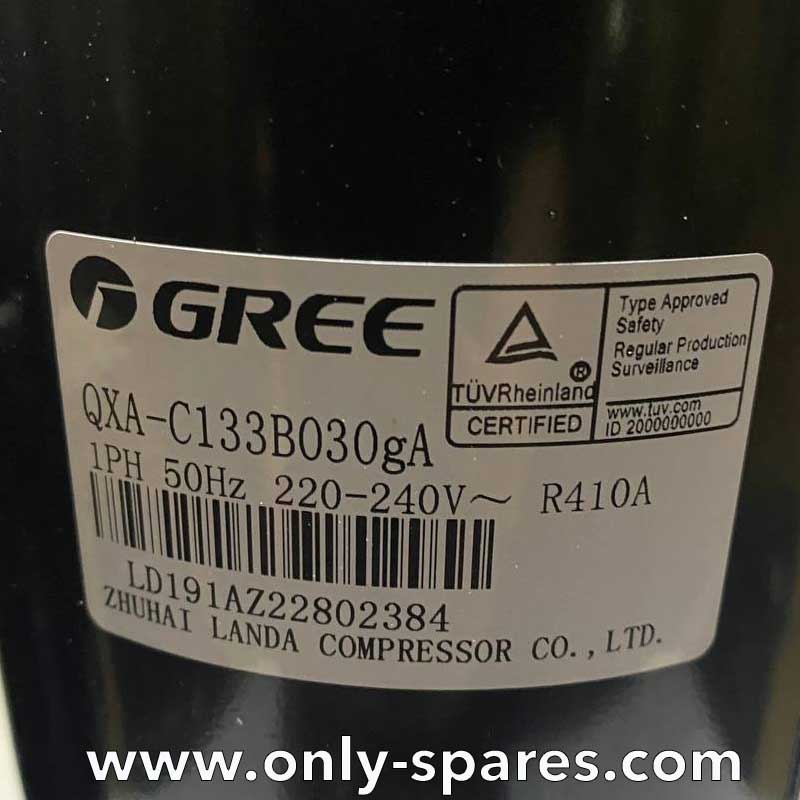 GREE
TÜVRheinland®
CERTIFIED
Type Approved
Safety
Regular Production
Surveillance
www.tuv.com
ID 2000000000
QXA-C133B030gA
1PH 50Hz 220-240V~ R410A
LD191AZ22802384
ZHUHAI LANDA COMPRESSOR CO.,LTD.
www.only-spares.com